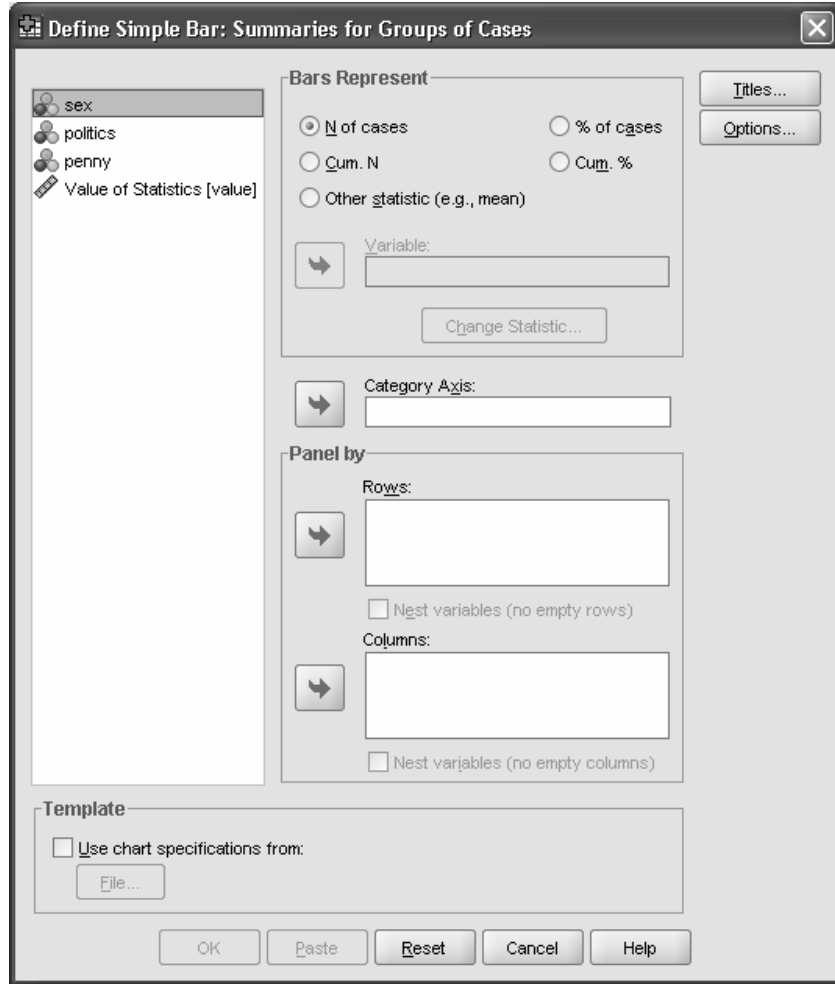 Define Simple Bar: Summaries for Groups of Cases
sex
politics
penny
Value of Statistics [value]
Bars Represent
N of cases
% of cases
Cum. N
Cum. %
Other statistic (e.g., mean)
Variable:
Change Statistic...
Category Axis:
Panel by
Rows:
Nest variables (no empty rows)
Columns:
Nest variables (no empty columns)
Titles...
Options...
Template
Use chart specifications from:
File...
OK
Paste
Reset
Cancel
Help